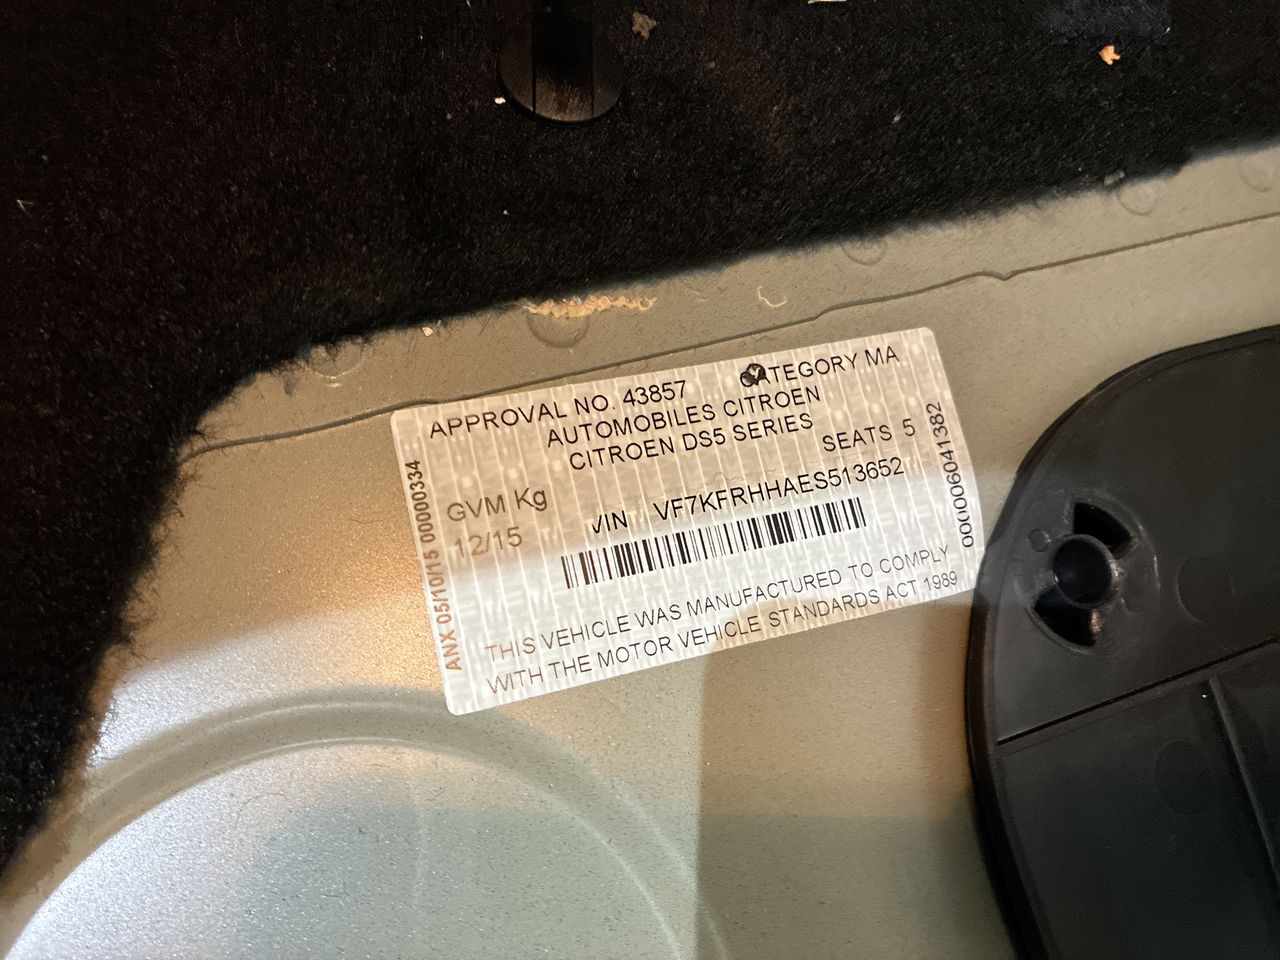 APPROVAL NO. 43857 CATEGORY MA
AUTOMOBILES CITROEN
CITROEN DS5 SERIES
SEATS 5
GVM Kg
VIN VF7KFRHHAES513652
12/15
THIS VEHICLE WAS MANUFACTURED TO COMPLY
WITH THE MOTOR VEHICLE STANDARDS ACT 1989
ANX 05/10/15 00000334
000006041382